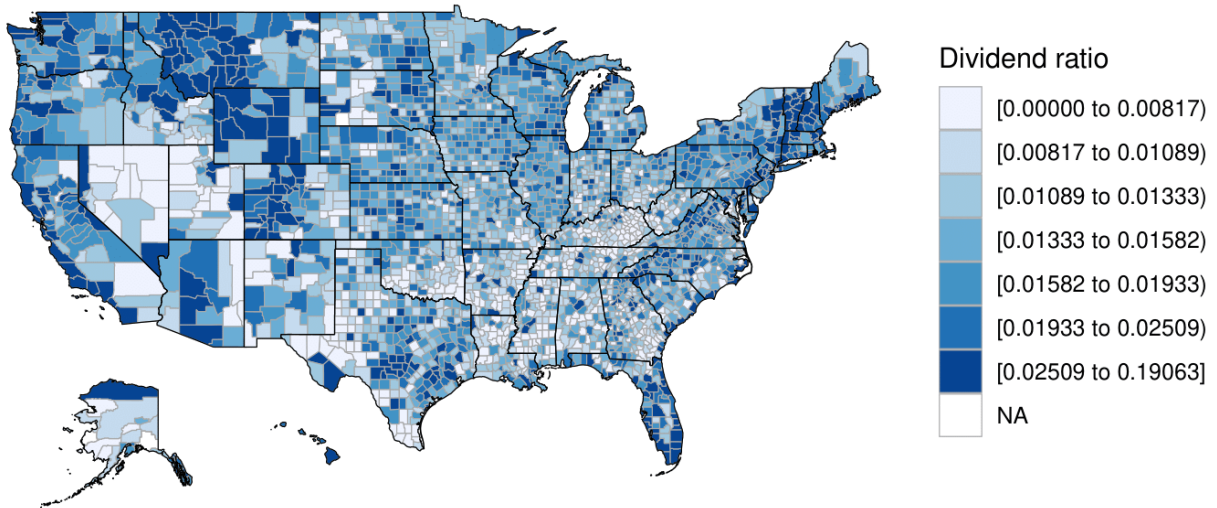 Dividend ratio
[0.00000 to 0.00817)
[0.00817 to 0.01089)
[0.01089 to 0.01333)
[0.01333 to 0.01582)
[0.01582 to 0.01933)
[0.01933 to 0.02509)
[0.02509 to 0.19063]
NA